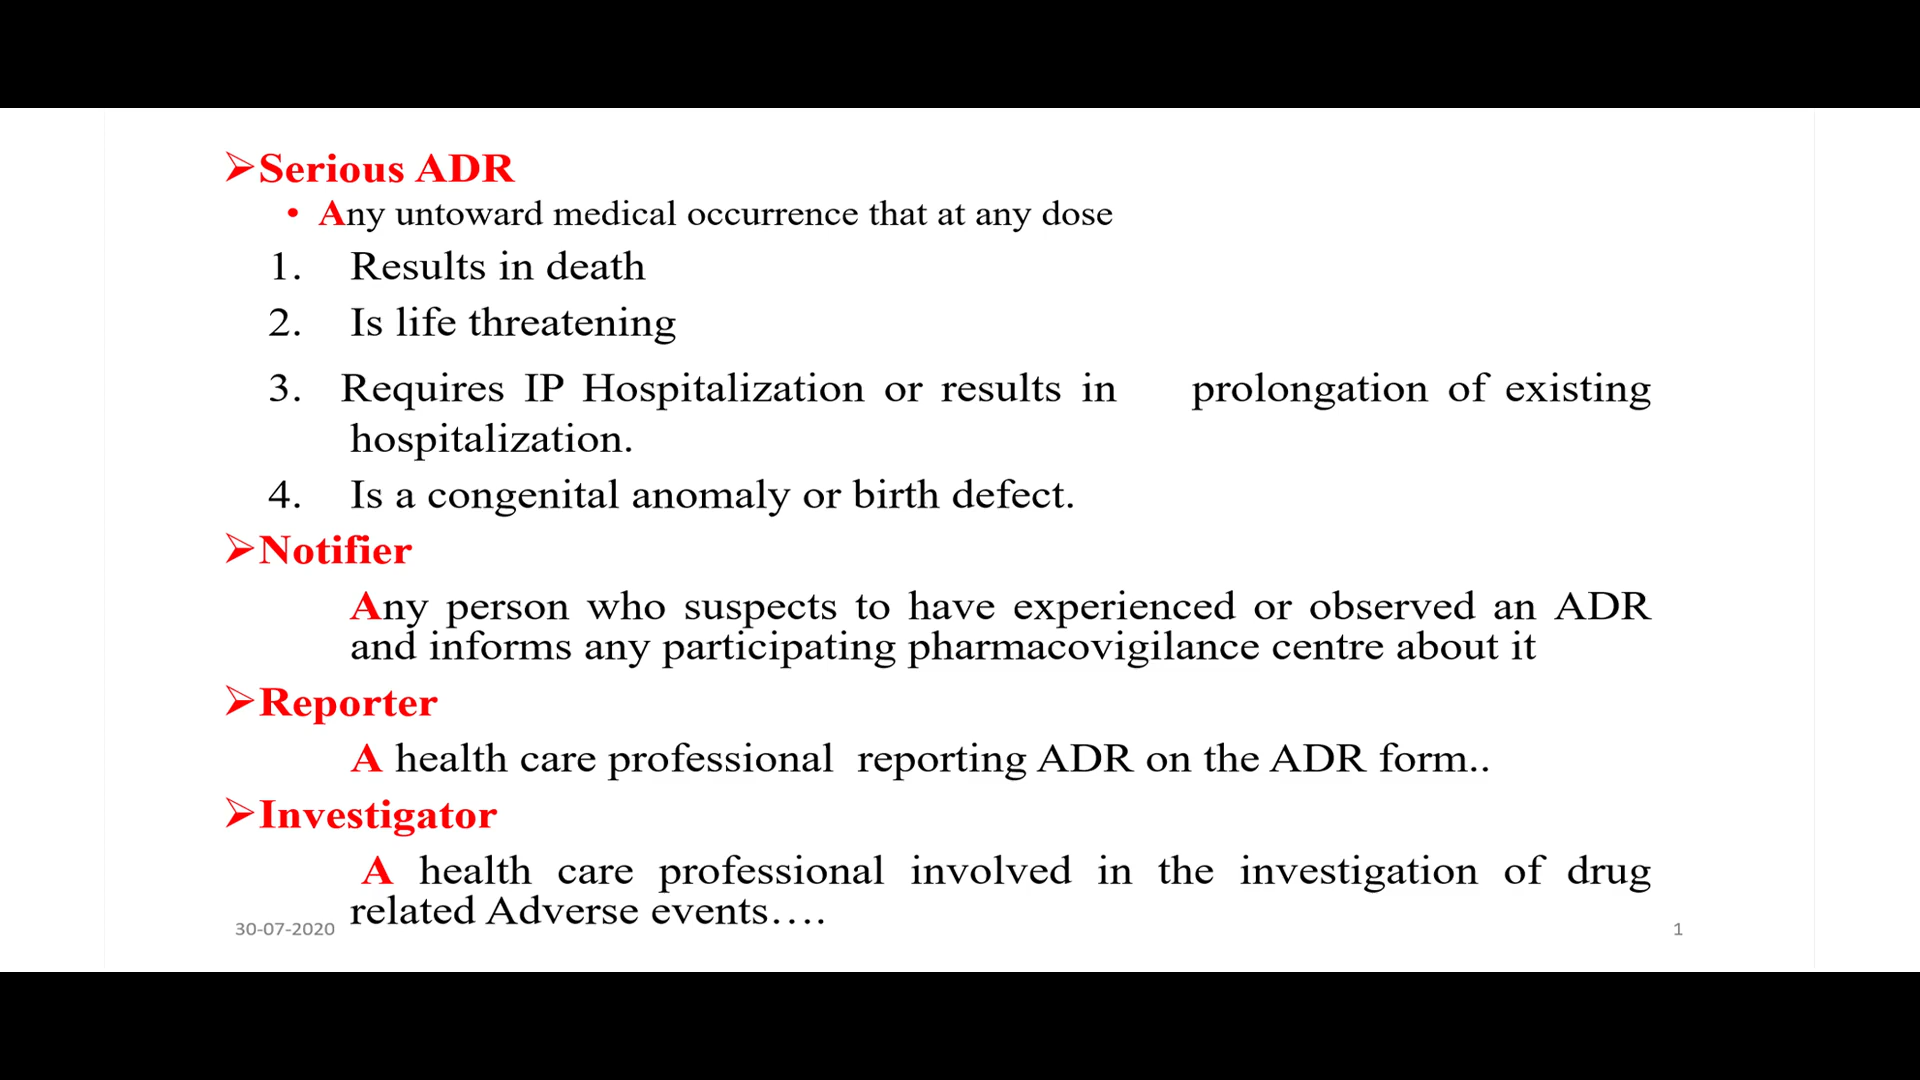 ➢Serious ADR
• Any untoward medical occurrence that at any dose
1. Results in death
2. Is life threatening
3. Requires IP Hospitalization or results in prolongation of existing
hospitalization.
4. Is a congenital anomaly or birth defect.
➢Notifier
Any person who suspects to have experienced or observed an ADR
and informs any participating pharmacovigilance centre about it
➢Reporter
A health care professional reporting ADR on the ADR form..
➢Investigator
A health care professional involved in the investigation of drug
related Adverse events….
30-07-2020
1